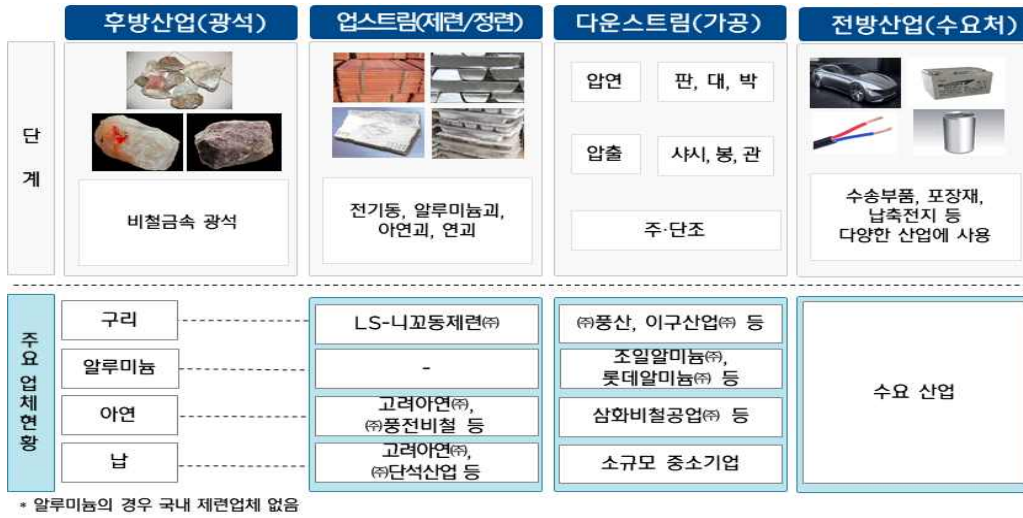 후방산업(광석)
업스트림(제련/정련)
다운스트림(가공)
전방산업(수요처)
단
계
비철금속 광석
전기동, 알루미늄괴,
아연괴, 연괴
압연
판, 대, 박
압출
샤시, 봉, 관
주·단조
수송부품, 포장재,
납축전지 등
다양한 산업에 사용
주요 업체현황
구리
LS-니꼬동제련㈜
㈜풍산, 이구산업㈜ 등
알루미늄
-
조일알미늄㈜,
롯데알미늄㈜ 등
아연
고려아연㈜,
㈜풍전비철 등
삼화비철공업㈜ 등
납
고려아연㈜,
㈜단석산업 등
소규모 중소기업
수요 산업
* 알루미늄의 경우 국내 제련업체 없음